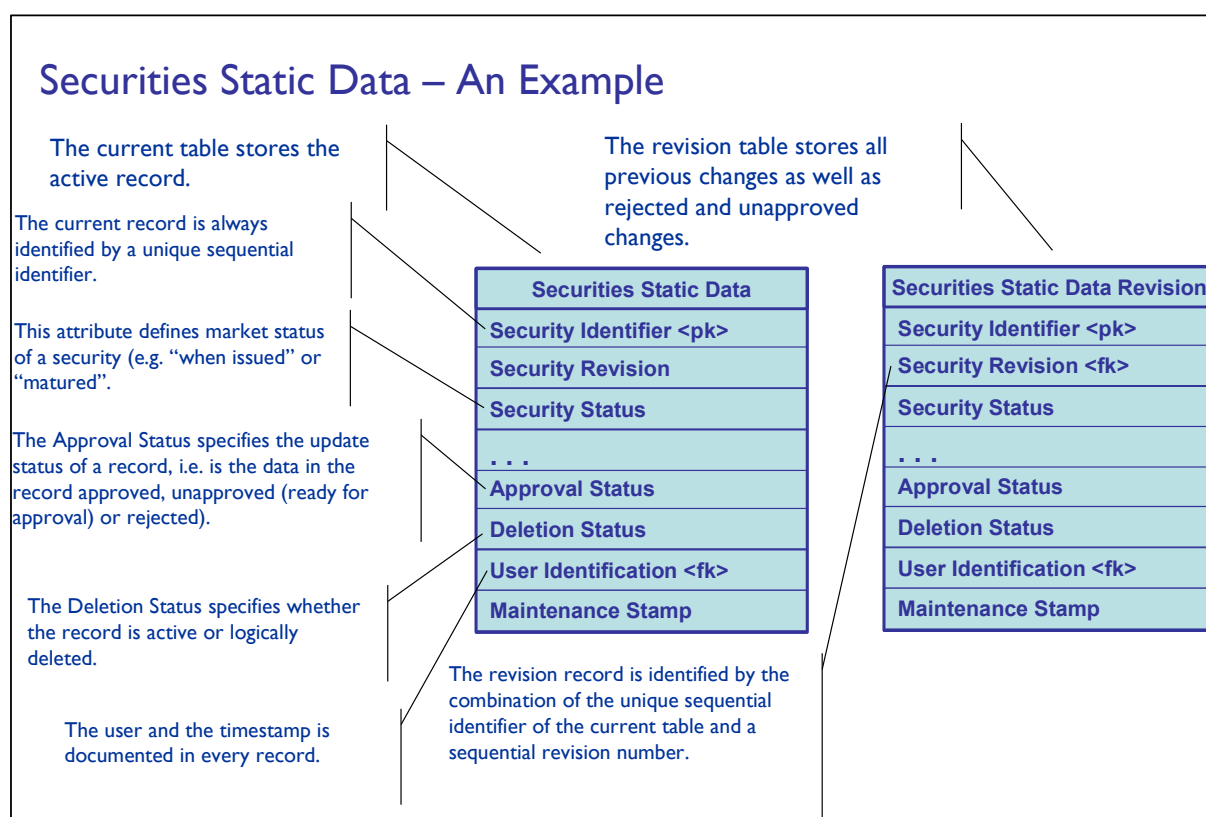 Securities Static Data – An Example
The current table stores the
active record.
The revision table stores all
previous changes as well as
rejected and unapproved
changes.
The current record is always
identified by a unique sequential
identifier.
This attribute defines market status
of a security (e.g. “when issued” or
“matured”.
The Approval Status specifies the update
status of a record, i.e. is the data in the
record approved, unapproved (ready for
approval) or rejected).
The Deletion Status specifies whether
the record is active or logically
deleted.
The user and the timestamp is
documented in every record.
Securities Static Data
Security Identifier <pk>
Security Revision
Security Status
. . .
Approval Status
Deletion Status
User Identification <fk>
Maintenance Stamp
Securities Static Data Revision
Security Identifier <pk>
Security Revision <fk>
Security Status
. . .
Approval Status
Deletion Status
User Identification <fk>
Maintenance Stamp
The revision record is identified by the
combination of the unique sequential
identifier of the current table and a
sequential revision number.